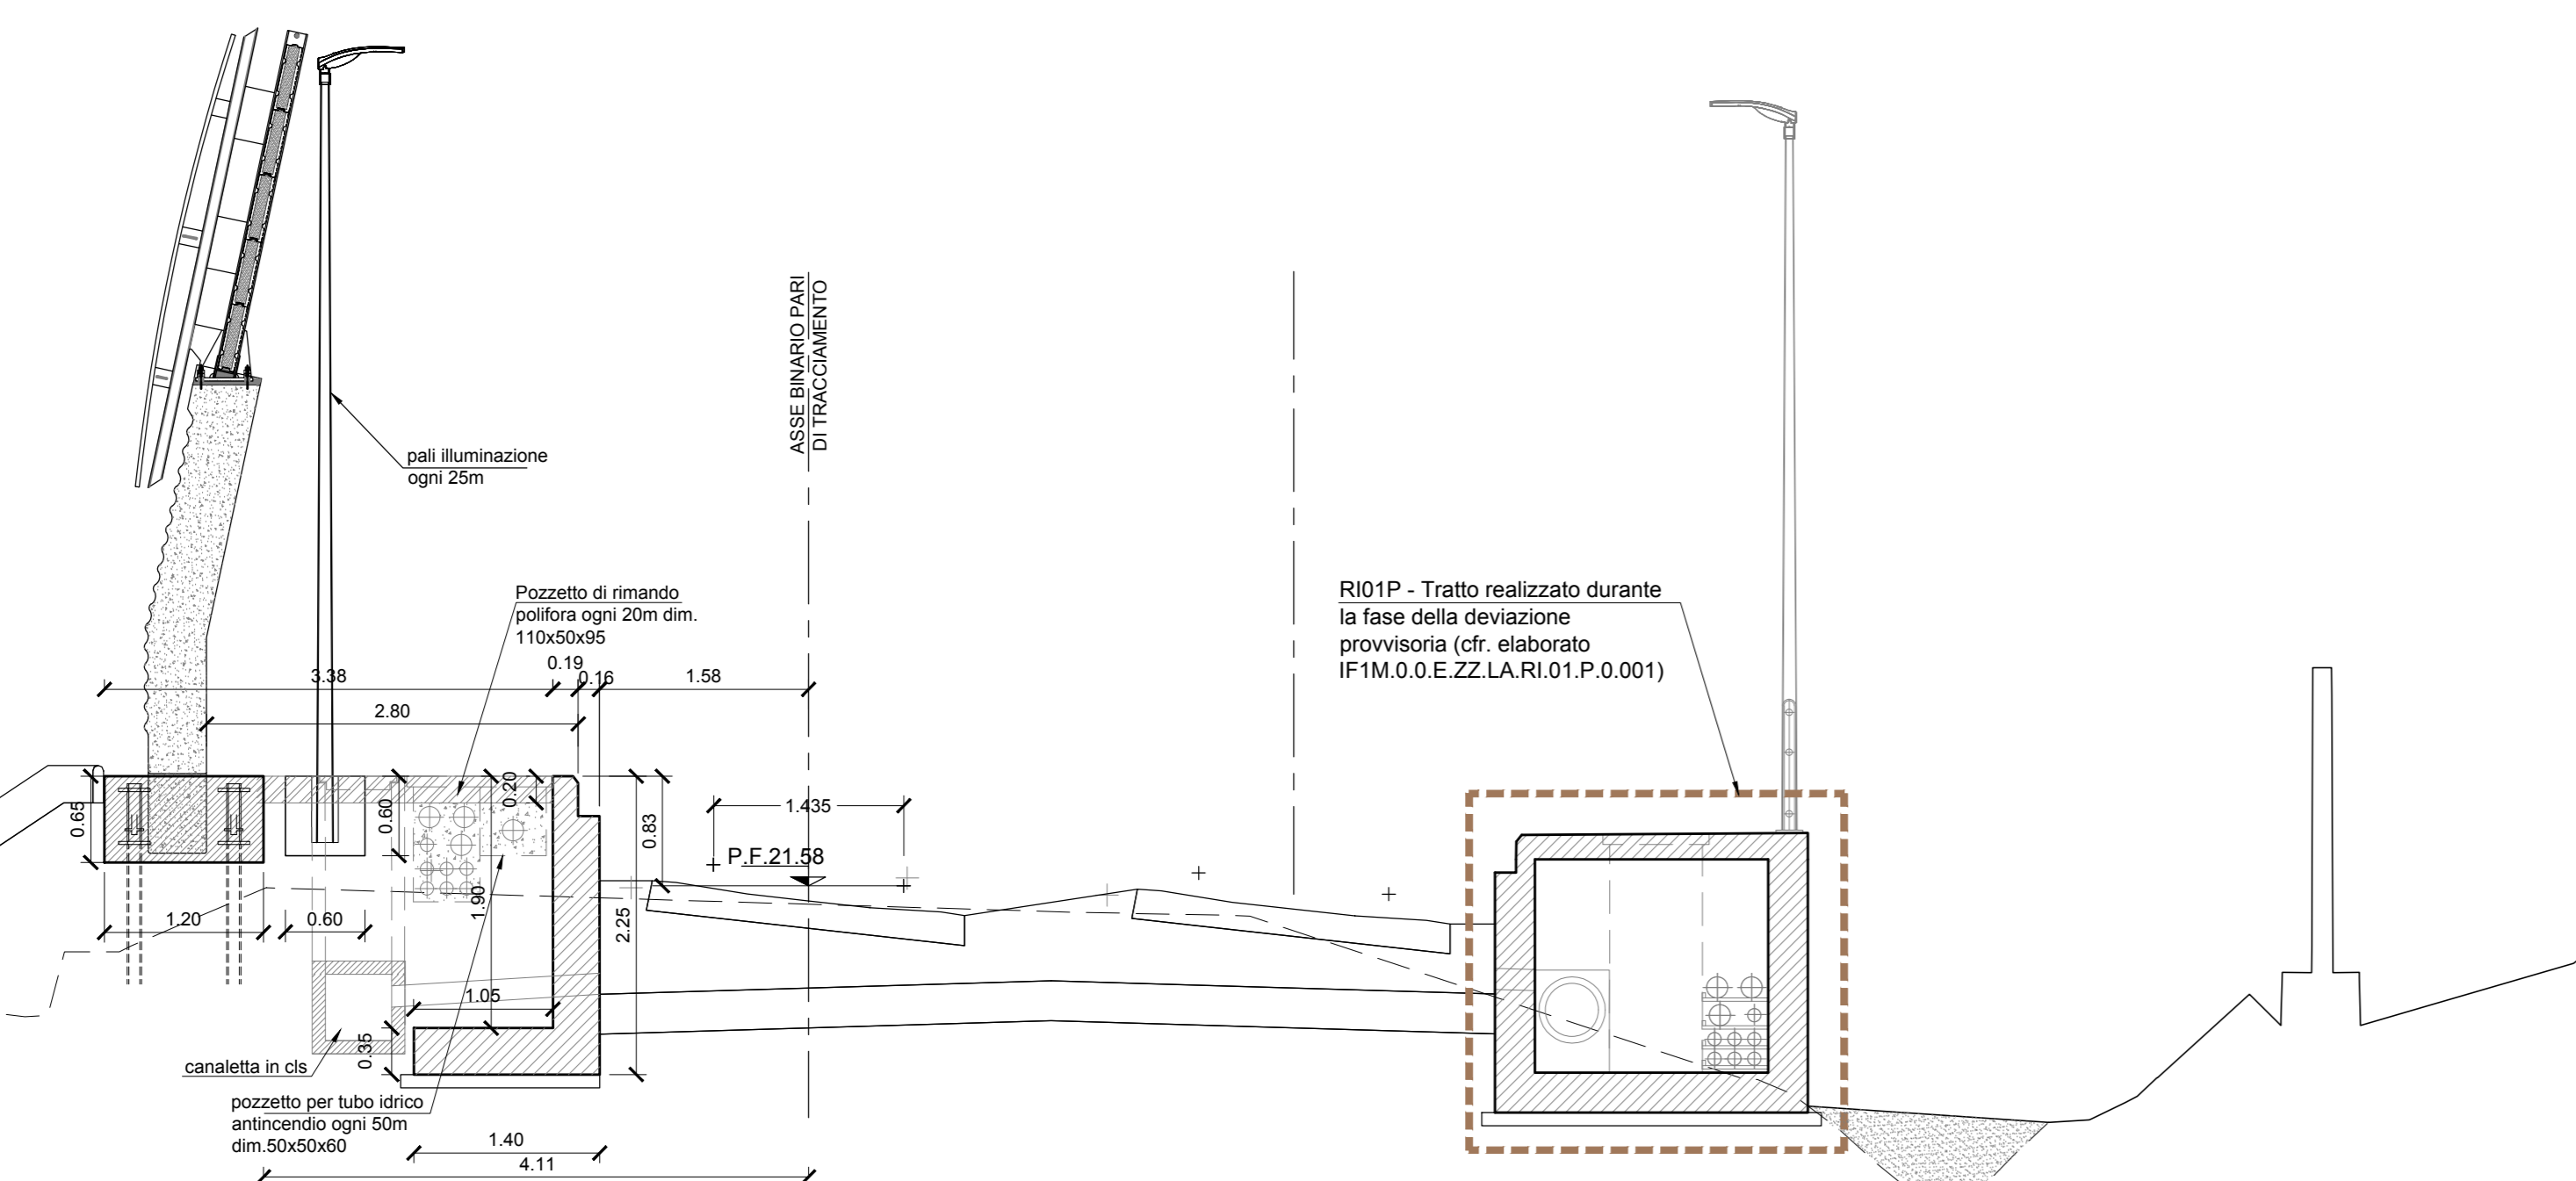 pali illuminazione
ogni 25m
ASSE BINARIO PARI
DI TRACCIAMENTO
Pozzetto di rimando
polifora ogni 20m dim.
110x50x95
RI01P - Tratto realizzato durante
la fase della deviazione
provvisoria (cfr. elaborato
IF1M.0.0.E.ZZ.LA.RI.01.P.0.001)
3.38
0.19
0.16
1.58
2.80
0.65
0.60
0.20
0.83
1.435
P.F.21.58
1.90
2.25
1.20
0.60
1.05
0.35
canaletta in cls
pozzetto per tubo idrico
antincendio ogni 50m
dim.50x50x60
1.40
4.11